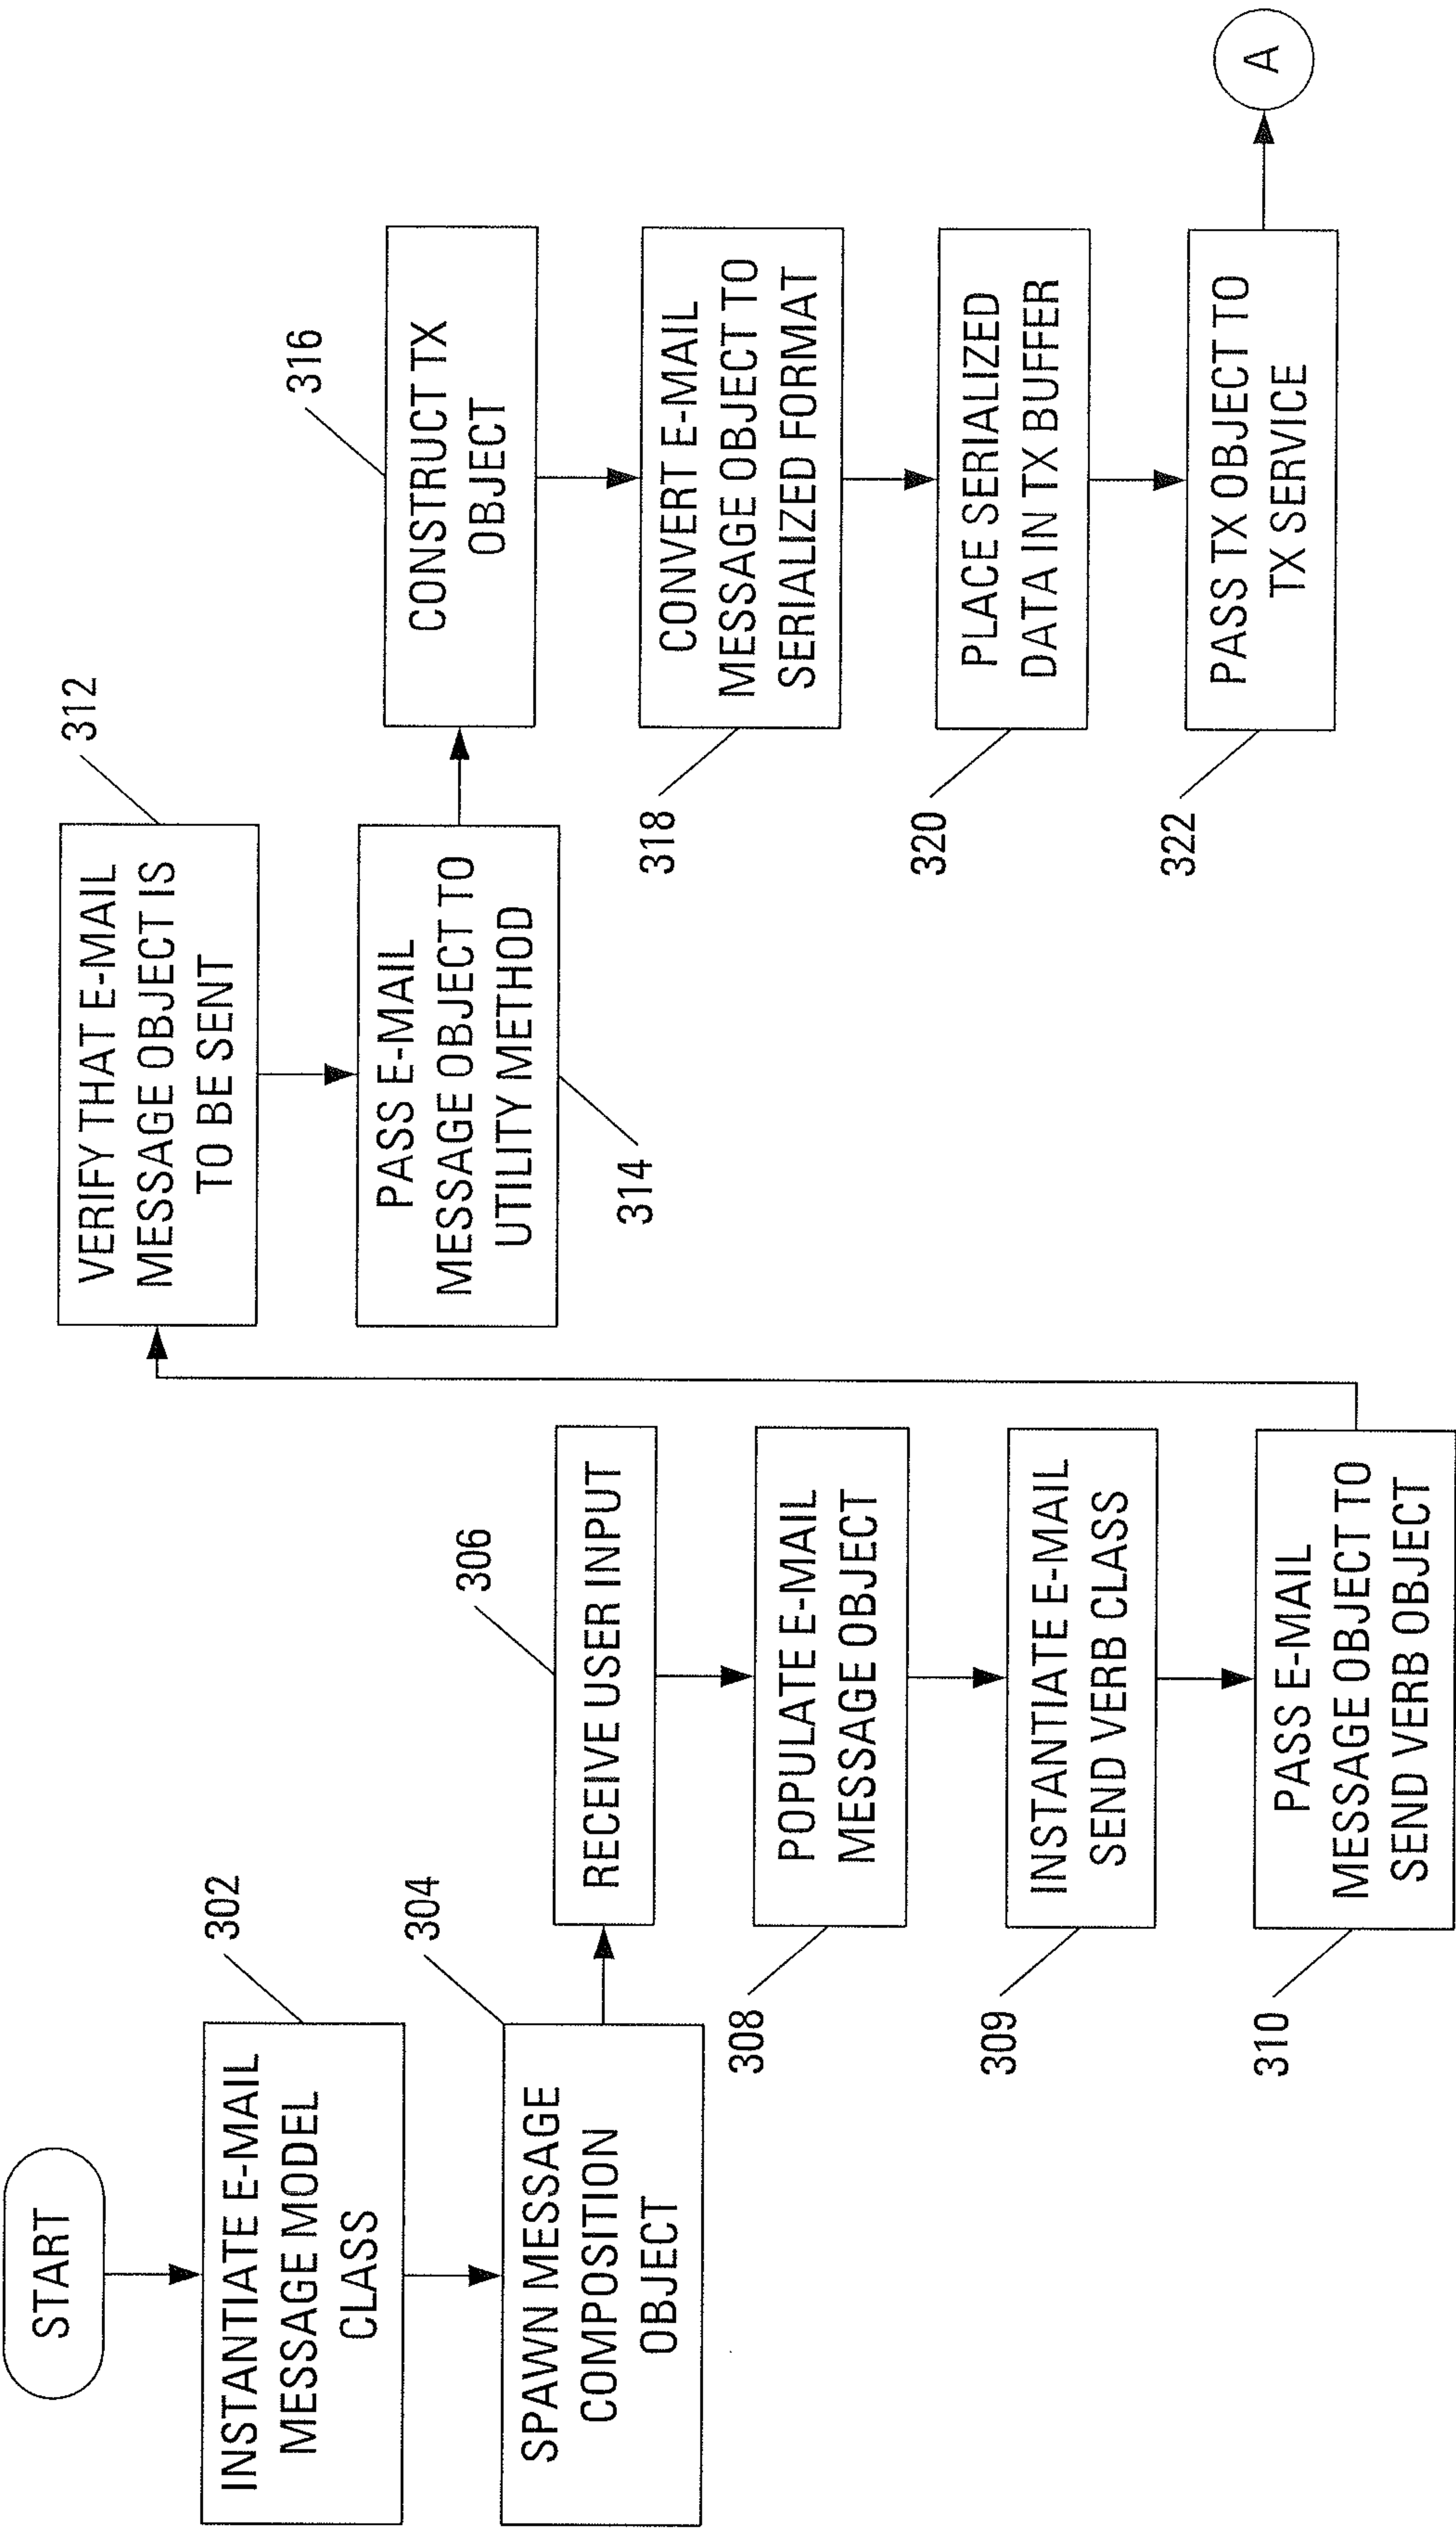 START
302
INSTANTIATE E-MAIL
MESSAGE MODEL
CLASS
304
SPAWN MESSAGE
COMPOSITION
OBJECT
306
RECEIVE USER INPUT
308
POPULATE E-MAIL
MESSAGE OBJECT
309
INSTANTIATE E-MAIL
SEND VERB CLASS
310
PASS E-MAIL
MESSAGE OBJECT TO
SEND VERB OBJECT
312
VERIFY THAT E-MAIL
MESSAGE OBJECT IS
TO BE SENT
314
PASS E-MAIL
MESSAGE OBJECT TO
UTILITY METHOD
316
CONSTRUCT TX
OBJECT
318
CONVERT E-MAIL
MESSAGE OBJECT TO
SERIALIZED FORMAT
320
PLACE SERIALIZED
DATA IN TX BUFFER
322
PASS TX OBJECT TO
TX SERVICE
A